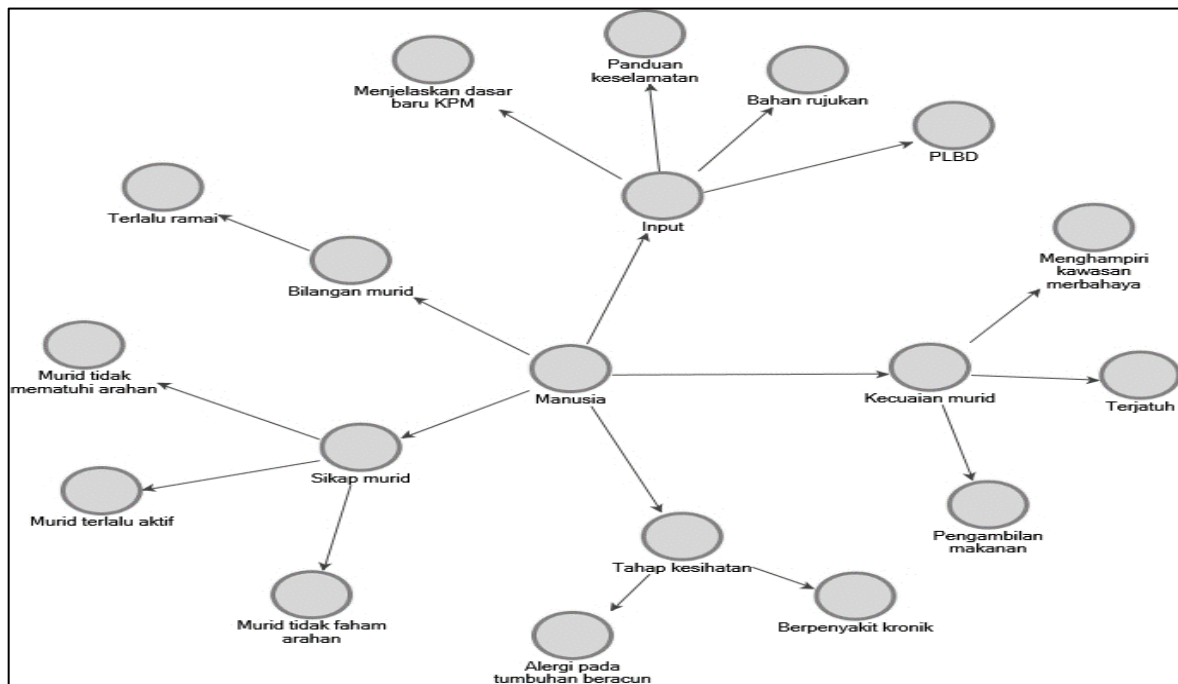 Panduan
keselamatan
Menjelaskan dasar
baru KPM
Bahan rujukan
PLBD
Terlalu ramai
Input
Menghampiri
kawasan
merbahaya
Bilangan murid
Murid tidak
mematuhi arahan
Manusia
Kecuaian murid
Terjatuh
Sikap murid
Murid terlalu aktif
Pengambilan
makanan
Tahap kesihatan
Murid tidak faham
arahan
Berpenyakit kronik
Alergi pada
tumbuhan beracun